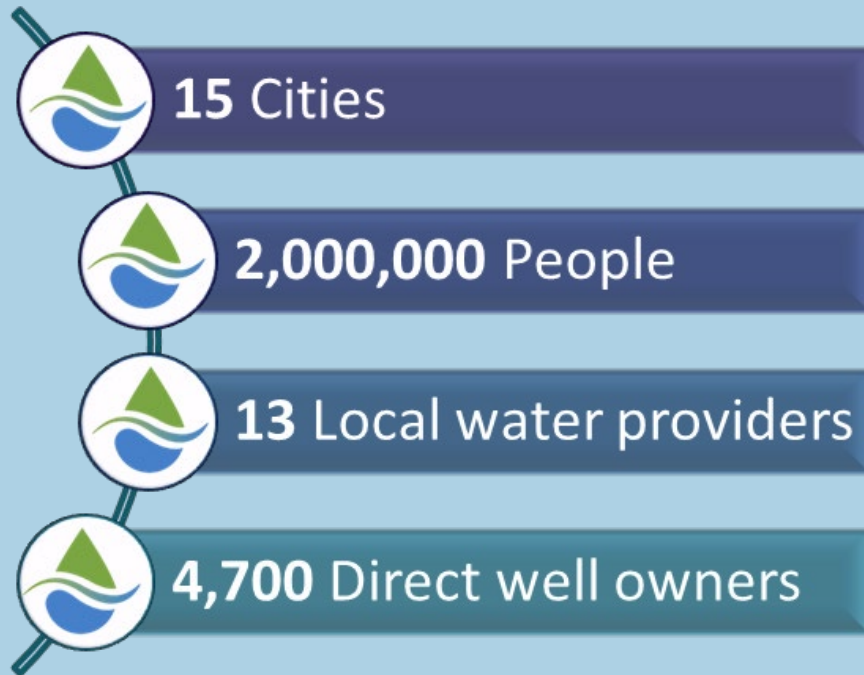 15 Cities
2,000,000 People
13 Local water providers
4,700 Direct well owners